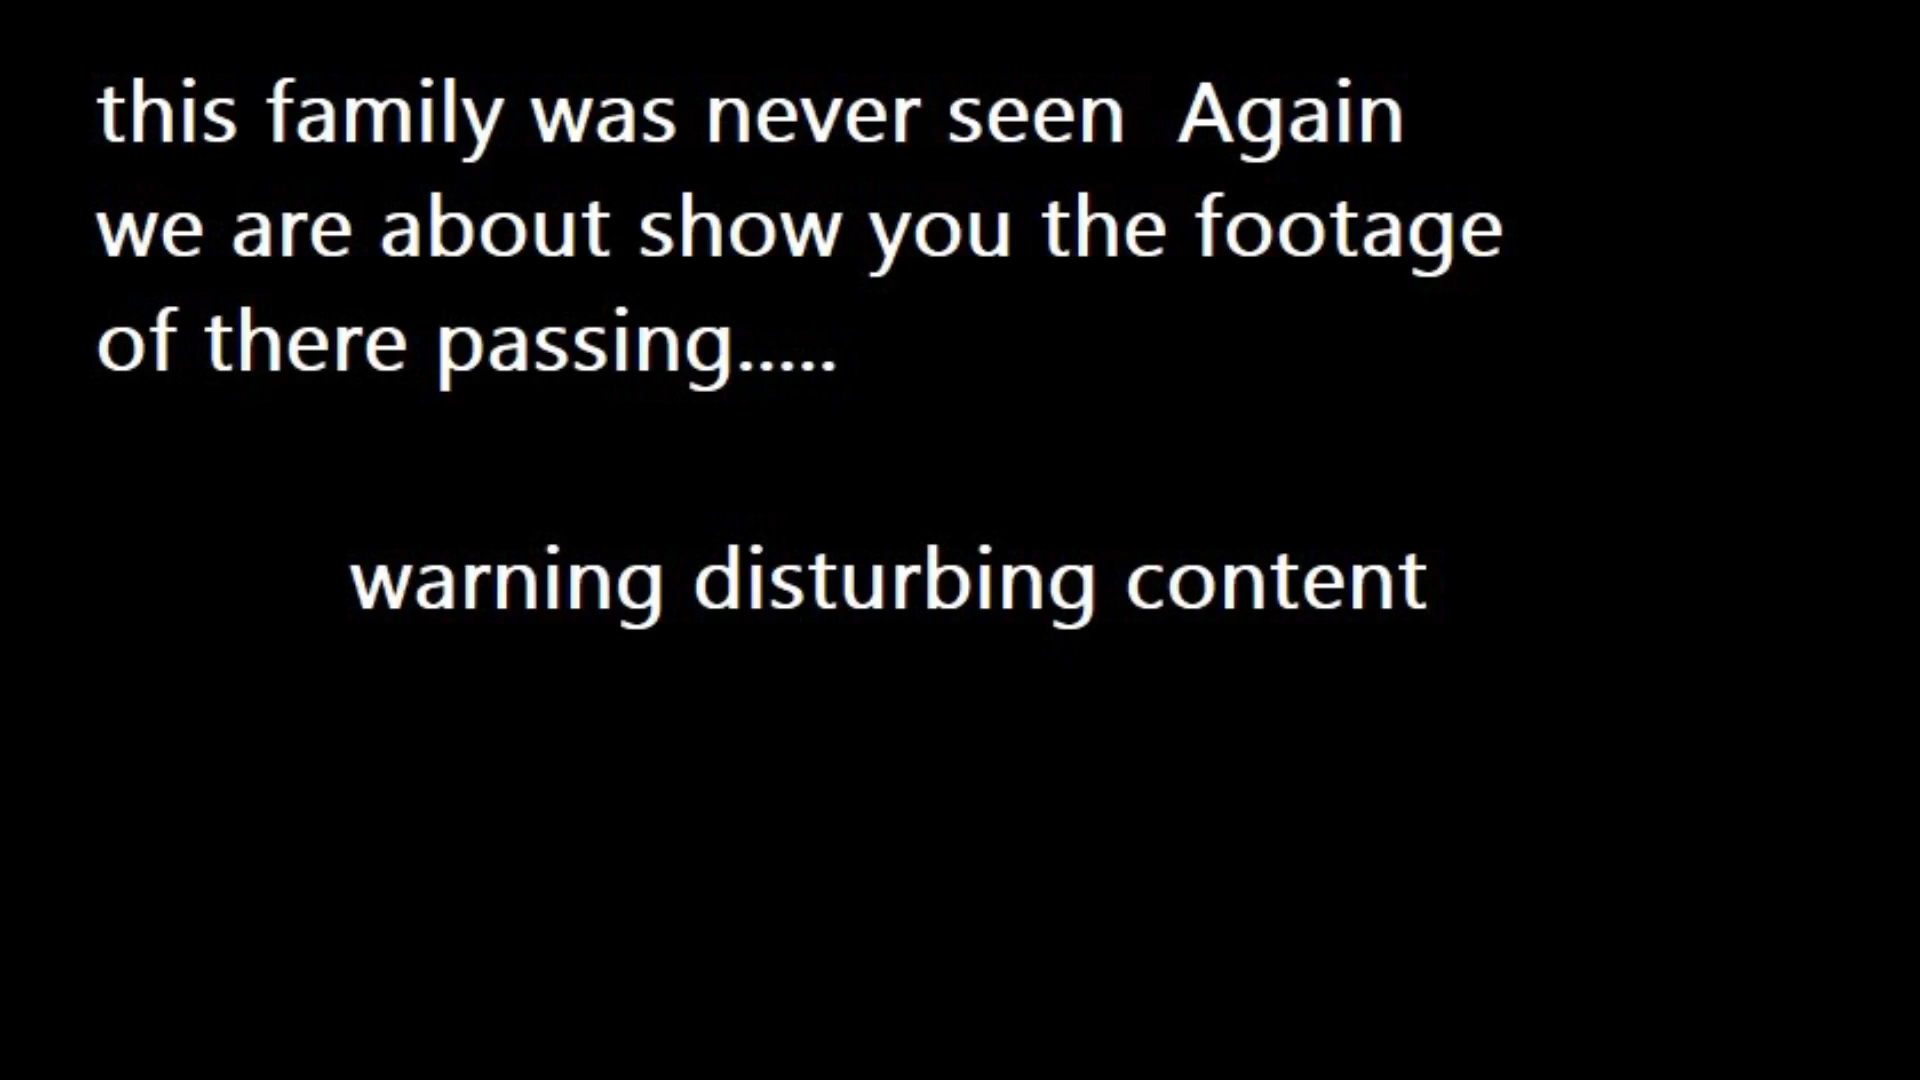 this family was never seen  Again
we are about show you the footage
of there passing.....
warning disturbing content